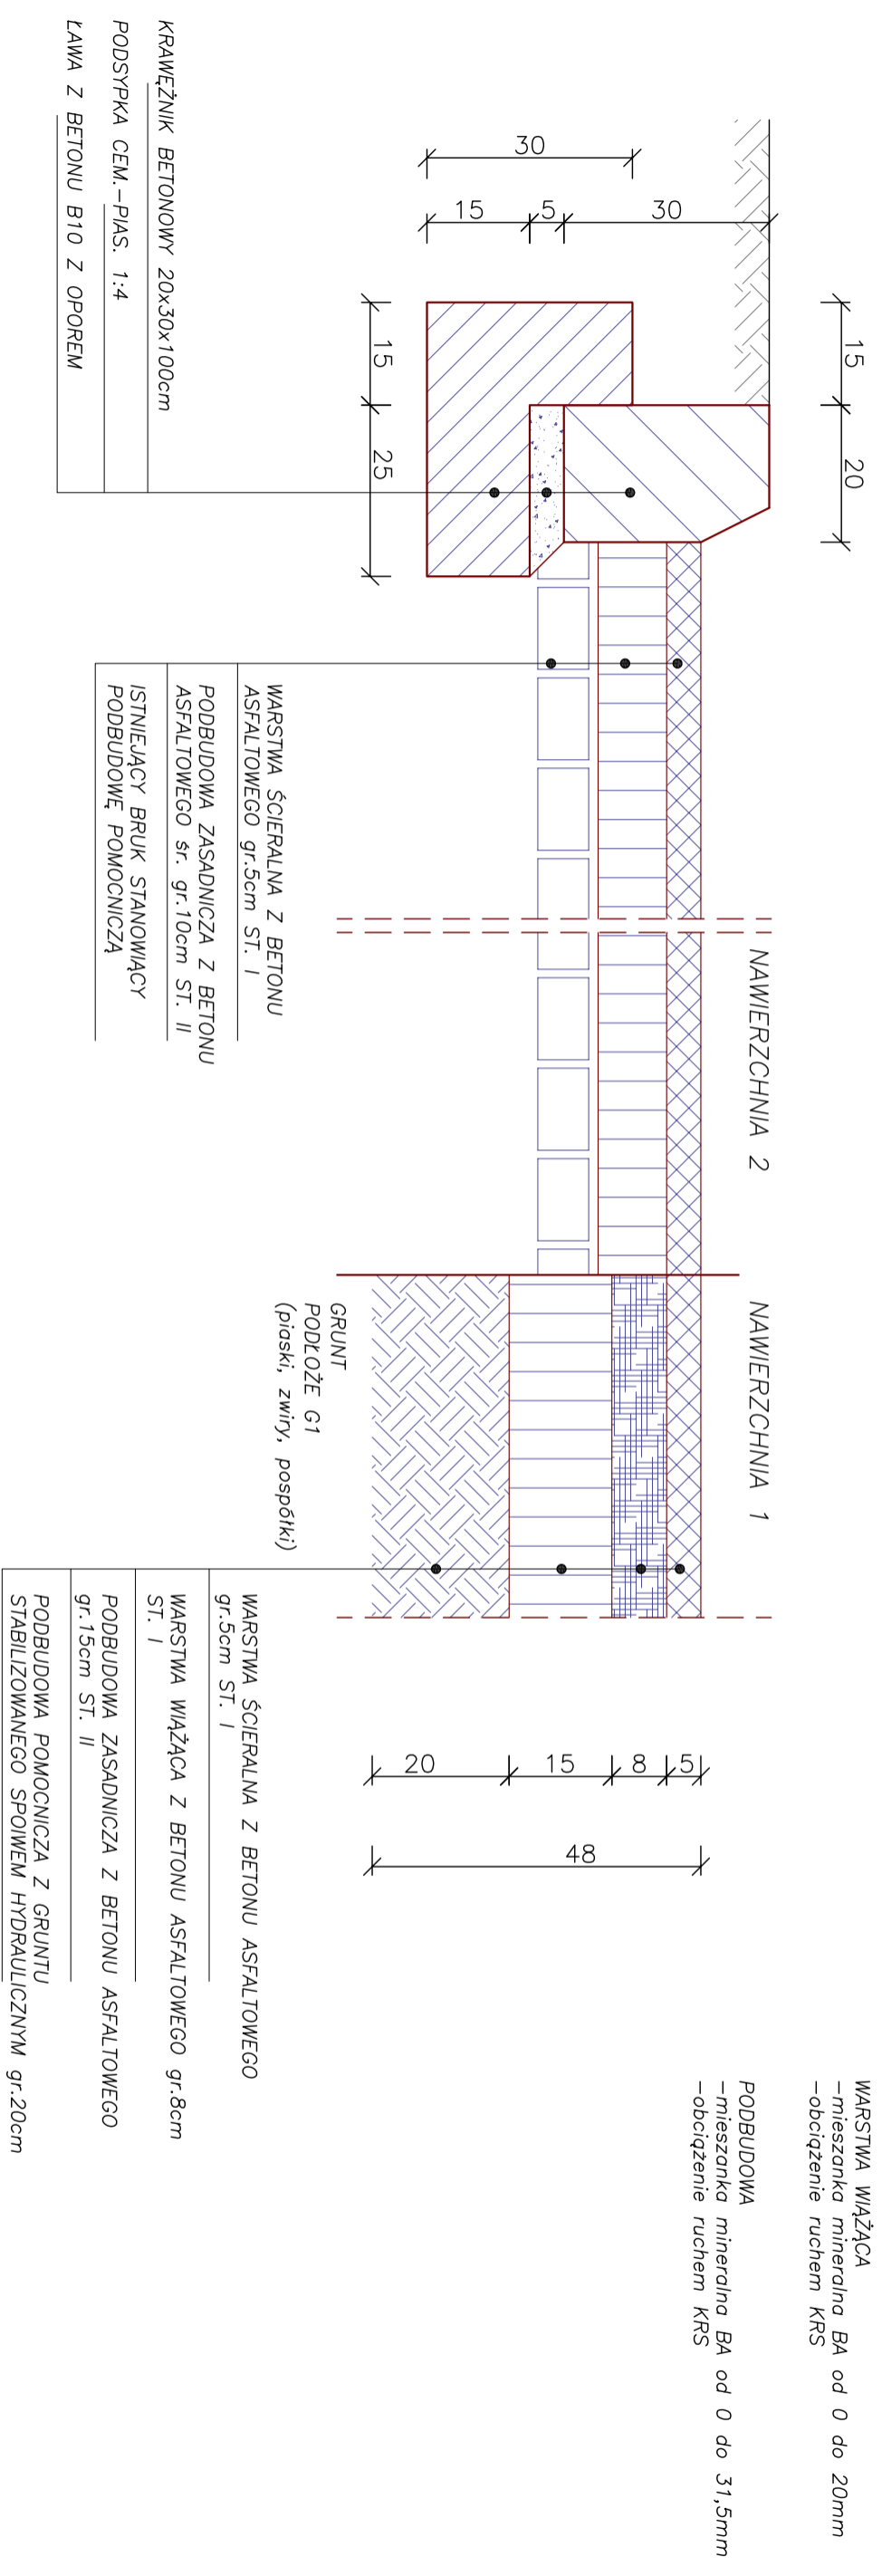 15
20
30
30
5
15
15
25
KRAWĘŻNIK BETONOWY 20x30x100cm
PODSYPKA CEM.-PIAS. 1:4
ŁAWA Z BETONU B10 Z OPOREM
NAWIERZCHNIA 2
WARSTWA ŚCIERALNA Z BETONU
ASFALTOWEGO gr.5cm ST. I
PODBUDOWA ZASADNICZA Z BETONU
ASFALTOWEGO śr. gr.10cm ST. II
ISTNIEJĄCY BRUK STANOWIĄCY
PODBUDOWĘ POMOCNICZĄ
NAWIERZCHNIA 1
GRUNT
PODŁOŻE G1
(piaski, zwiry, pospółki)
WARSTWA ŚCIERALNA Z BETONU ASFALTOWEGO
gr.5cm ST. I
WARSTWA WIĄŻĄCA Z BETONU ASFALTOWEGO gr.8cm
ST. I
PODBUDOWA ZASADNICZA Z BETONU ASFALTOWEGO
gr.15cm ST. II
PODBUDOWA POMOCNICZA Z GRUNTU
STABILIZOWANEGO SPOIWEM HYDRAULICZNYM gr.20cm
20
15
8
5
48
WARSTWA WIĄŻĄCA
-mieszanka mineralna BA od 0 do 20mm
-obciążenie ruchem KRS
PODBUDOWA
-mieszanka mineralna BA od 0 do 31,5mm
-obciążenie ruchem KRS